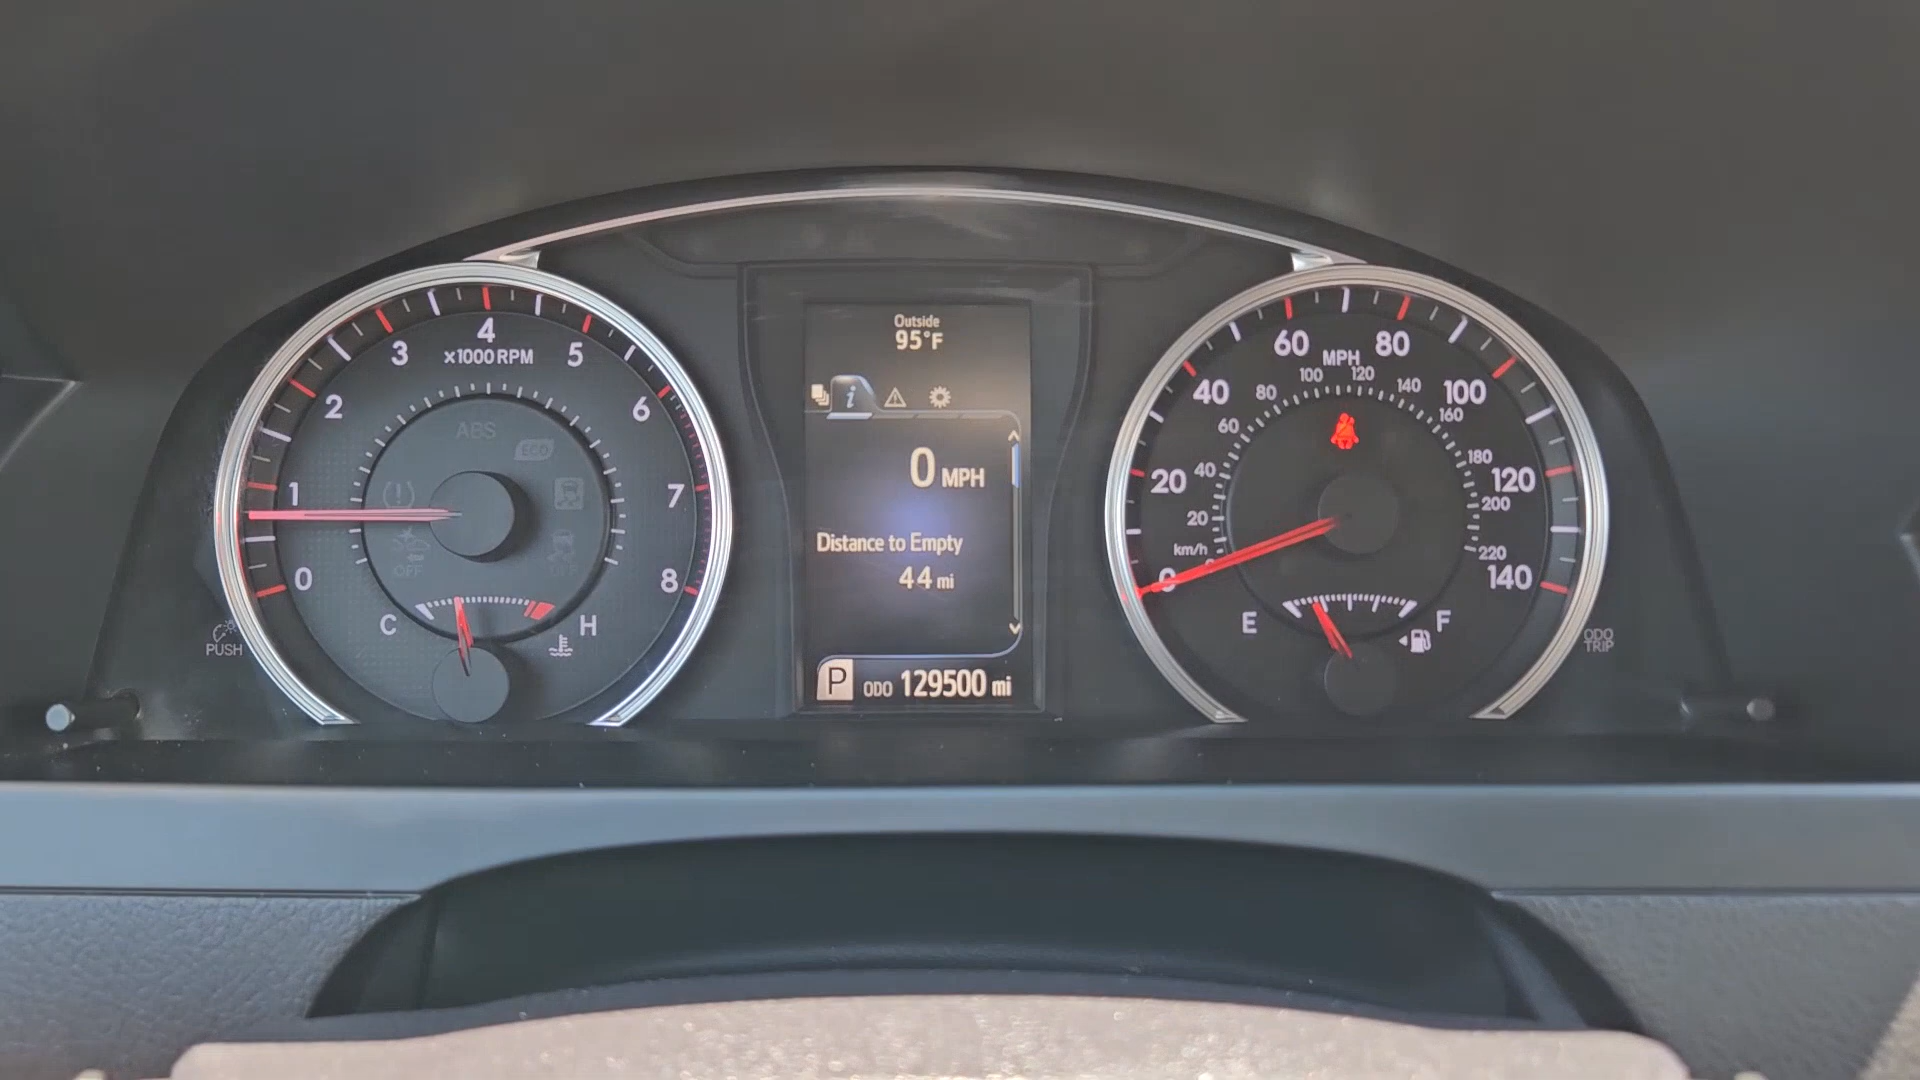 Outside
95°F
i
0 MPH
Distance to Empty
44 mi
P ODO 129500 mi
0
1
2
3
4
5
6
7
8
x1000 RPM
ABS
ECO
OFF
C
H
PUSH
0
20
40
60
80
100
120
140
MPH
km/h
0
20
40
60
80
100
120
140
160
180
200
220
E
F
ODO
TRIP